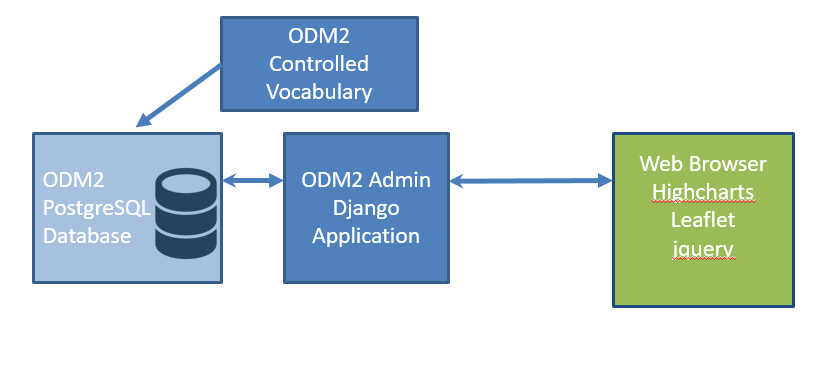 ODM2
Controlled
Vocabulary
ODM2
PostgreSQL
Database
ODM2 Admin
Django
Application
Web Browser
Highcharts
Leaflet
jquery